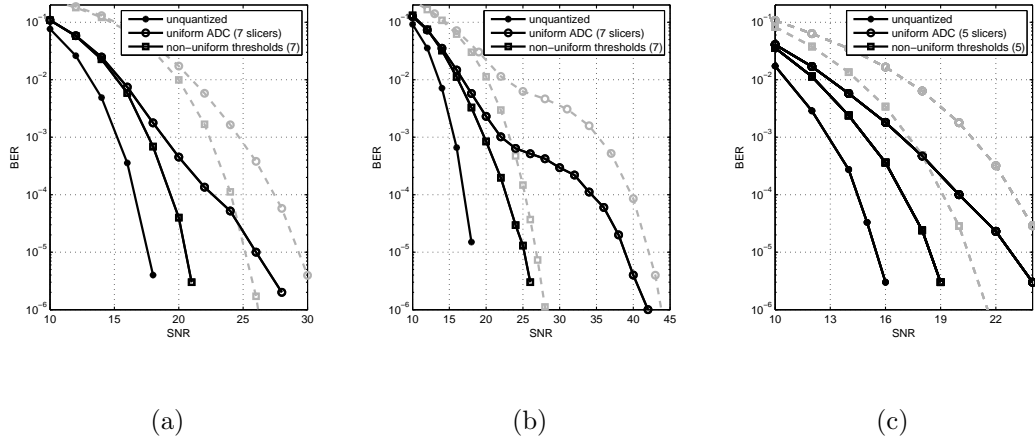 10⁻¹
10⁻²
10⁻³
10⁻⁴
10⁻⁵
10⁻⁶
BER
10 15 20 25 30
SNR
unquantized
uniform ADC (7 slicers)
non−uniform thresholds (7)
(a)
10⁻¹
10⁻²
10⁻³
10⁻⁴
10⁻⁵
10⁻⁶
BER
10 15 20 25 30 35 40 45
SNR
unquantized
uniform ADC (7 slicers)
non−uniform thresholds (7)
(b)
10⁻¹
10⁻²
10⁻³
10⁻⁴
10⁻⁵
10⁻⁶
BER
10 13 16 19 22
SNR
unquantized
uniform ADC (5 slicers)
non−uniform thresholds (5)
(c)